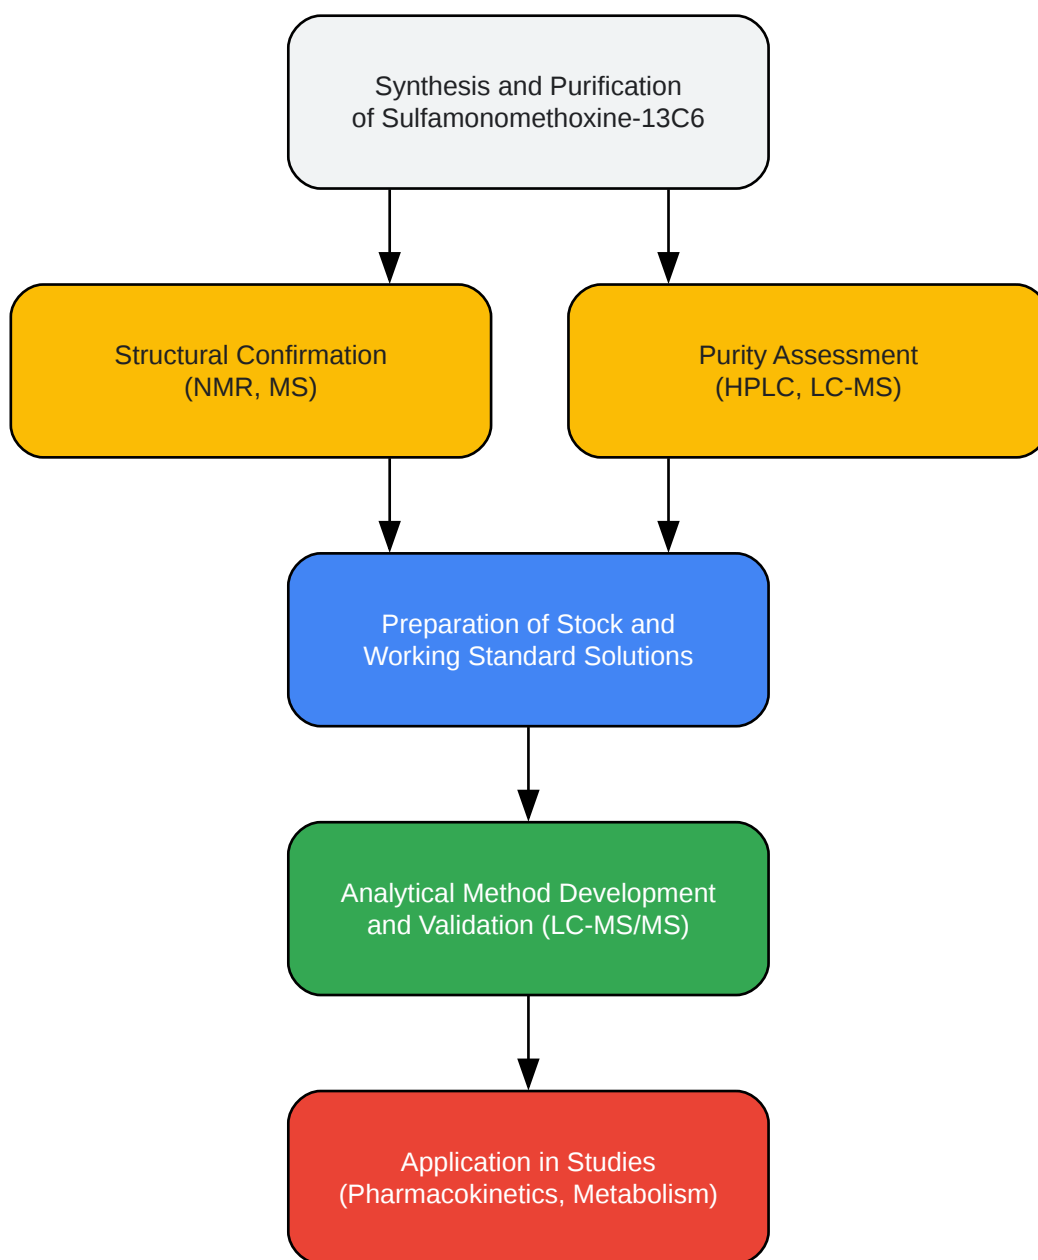 Synthesis and Purification
of Sulfamonomethoxine-13C6
Structural Confirmation
(NMR, MS)
Purity Assessment
(HPLC, LC-MS)
Preparation of Stock and
Working Standard Solutions
Analytical Method Development
and Validation (LC-MS/MS)
Application in Studies
(Pharmacokinetics, Metabolism)